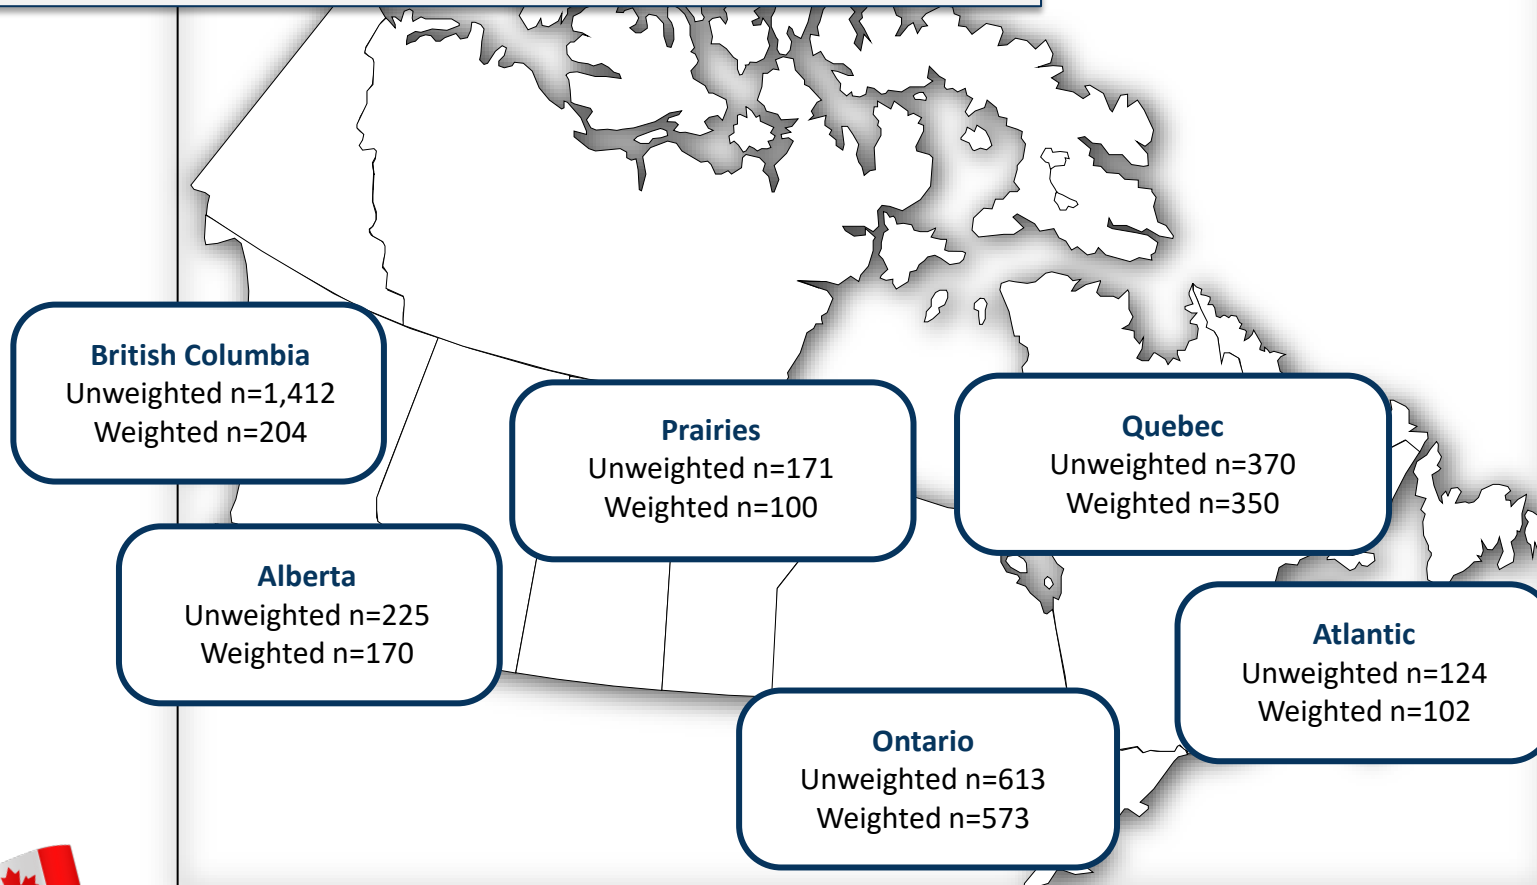 British Columbia
Unweighted n=1,412
Weighted n=204
Prairies
Unweighted n=171
Weighted n=100
Quebec
Unweighted n=370
Weighted n=350
Alberta
Unweighted n=225
Weighted n=170
Atlantic
Unweighted n=124
Weighted n=102
Ontario
Unweighted n=613
Weighted n=573